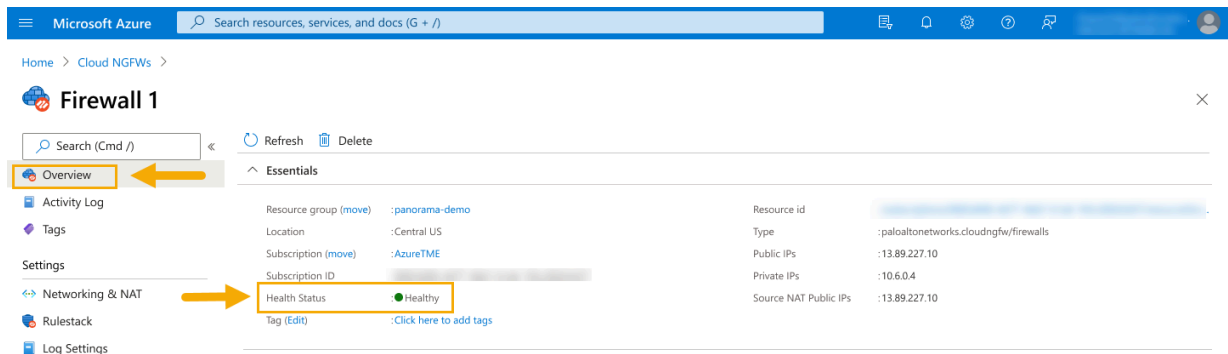 Microsoft Azure
Search resources, services, and docs (G + /)
Home > Cloud NGFWs >
Firewall 1
Search (Cmd /)
«
Refresh
Delete
Overview
Essentials
Activity Log
Tags
Settings
Networking & NAT
Rulestack
Log Settings
Resource group (move) :panorama-demo
Location :Central US
Subscription (move) :AzureTME
Subscription ID
Health Status : Healthy
Tag (Edit) :Click here to add tags
Resource id
Type :paloaltonetworks.cloudngfw/firewalls
Public IPs :13.89.227.10
Private IPs :10.6.0.4
Source NAT Public IPs :13.89.227.10